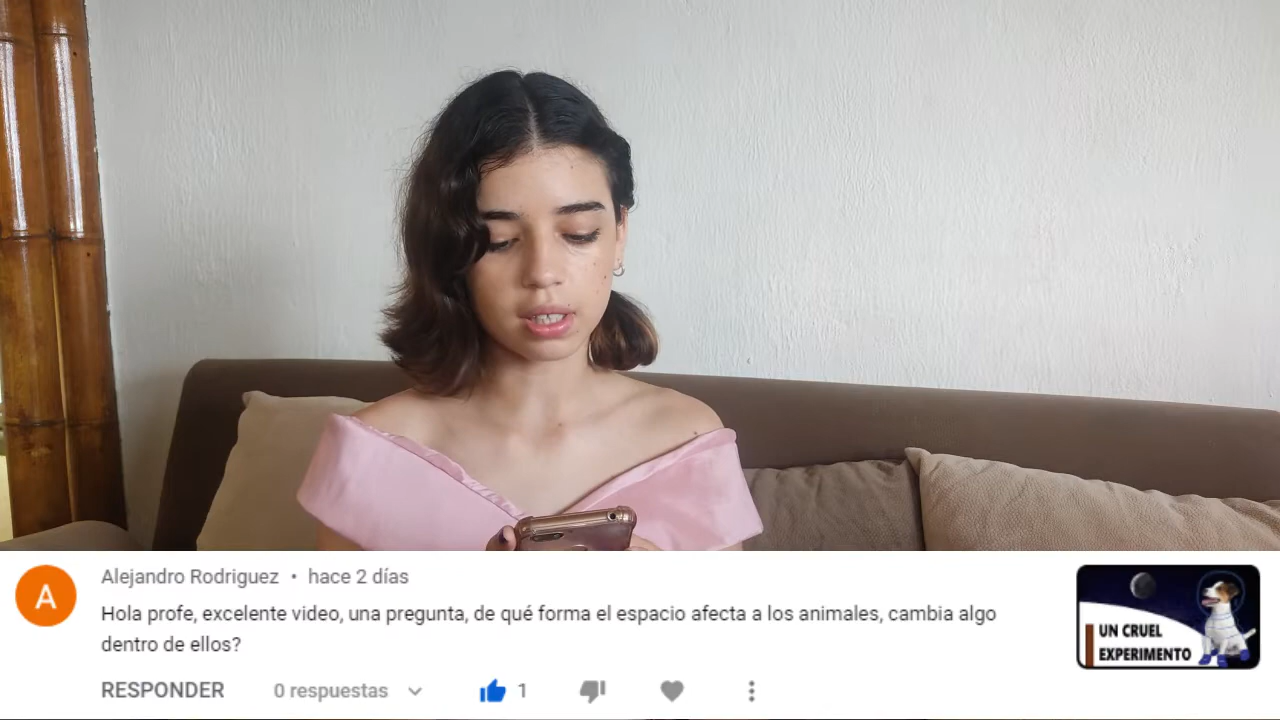 A
Alejandro Rodriguez • hace 2 días
Hola profe, excelente video, una pregunta, de qué forma el espacio afecta a los animales, cambia algo
dentro de ellos?
RESPONDER 0 respuestas 1
UN CRUEL
EXPERIMENTO